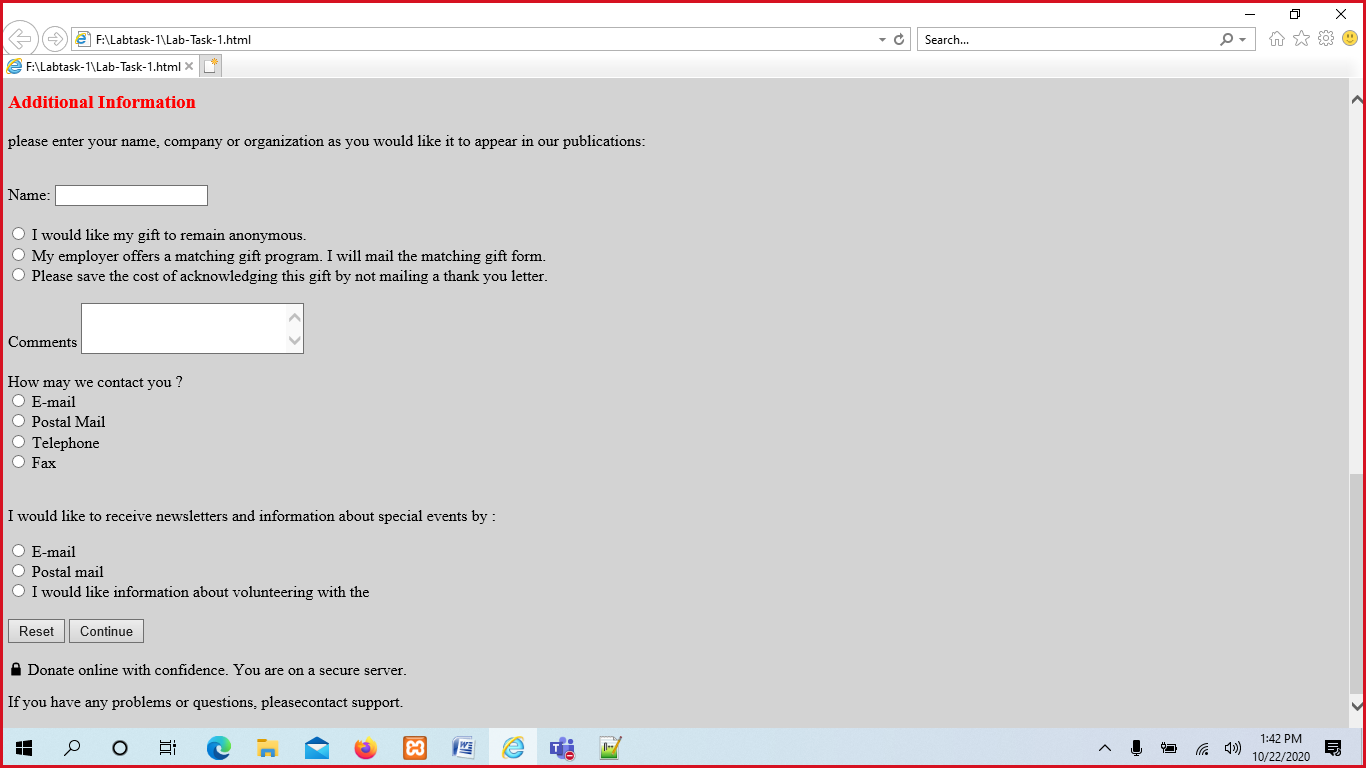 F:\Labtask-1\Lab-Task-1.html
Search...
F:\Labtask-1\Lab-Task-1.html
Additional Information
please enter your name, company or organization as you would like it to appear in our publications:
Name:
I would like my gift to remain anonymous.
My employer offers a matching gift program. I will mail the matching gift form.
Please save the cost of acknowledging this gift by not mailing a thank you letter.
Comments
How may we contact you ?
E-mail
Postal Mail
Telephone
Fax
I would like to receive newsletters and information about special events by :
E-mail
Postal mail
I would like information about volunteering with the
Reset Continue
Donate online with confidence. You are on a secure server.
If you have any problems or questions, pleasecontact support.
1:42 PM
10/22/2020